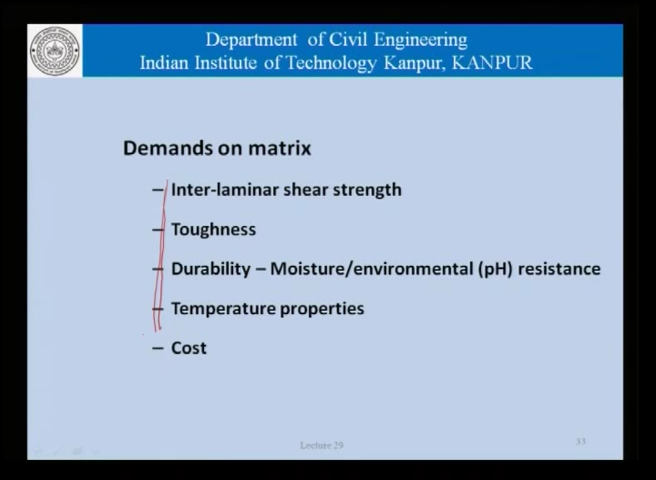 Department of Civil Engineering
Indian Institute of Technology Kanpur, KANPUR
Demands on matrix
– Inter-laminar shear strength
– Toughness
– Durability – Moisture/environmental (pH) resistance
– Temperature properties
– Cost
Lecture 29
33